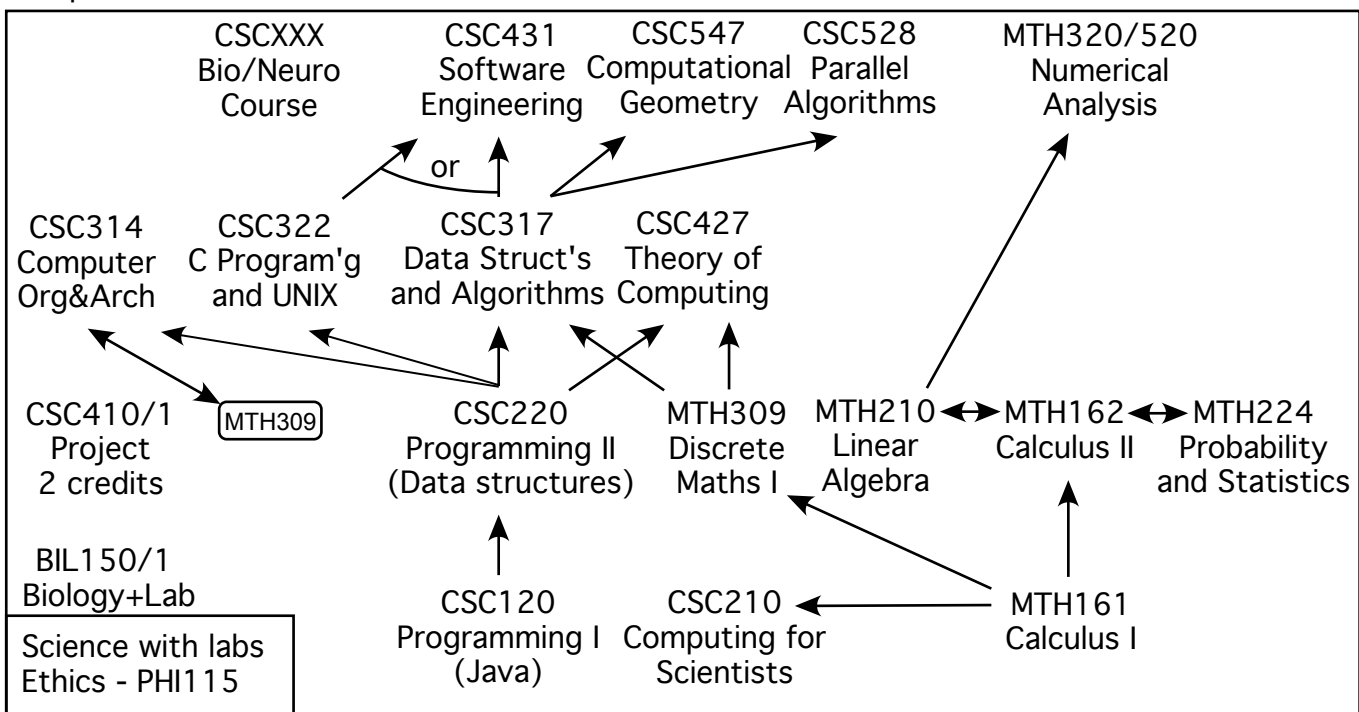 CSCXXX
Bio/Neuro
Course
CSC431
Software
Engineering
CSC547
Computational
Geometry
CSC528
Parallel
Algorithms
MTH320/520
Numerical
Analysis
or
CSC314
Computer
Org&Arch
CSC322
C Program'g
and UNIX
CSC317
Data Struct's
and Algorithms
CSC427
Theory of
Computing
CSC410/1
Project
2 credits
MTH309
CSC220
Programming II
(Data structures)
MTH309
Discrete
Maths I
MTH210
Linear
Algebra
MTH162
Calculus II
MTH224
Probability
and Statistics
BIL150/1
Biology+Lab
CSC120
Programming I
(Java)
CSC210
Computing for
Scientists
MTH161
Calculus I
Science with labs
Ethics - PHI115